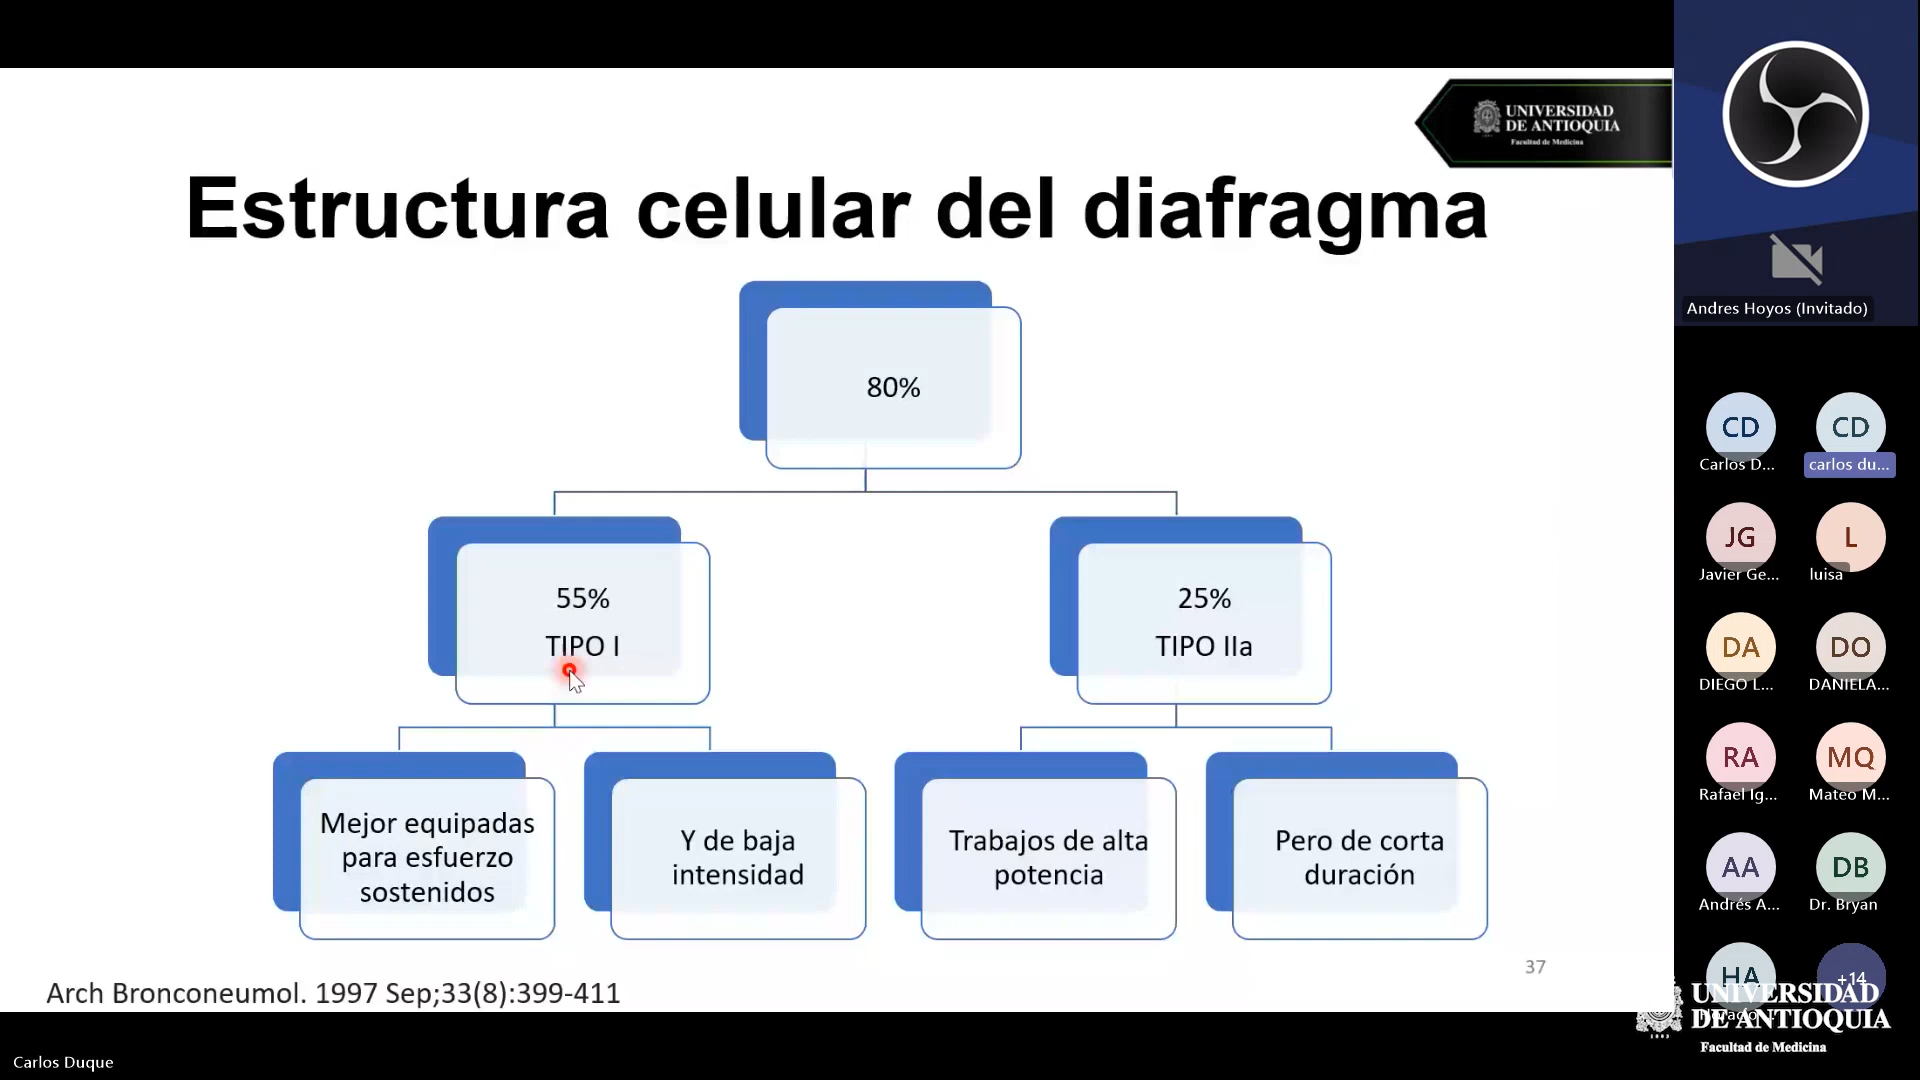 UNIVERSIDAD
DE ANTIOQUIA
Facultad de Medicina
Estructura celular del diafragma
80%
55%
TIPO I
25%
TIPO IIa
Mejor equipadas
para esfuerzo
sostenidos
Y de baja
intensidad
Trabajos de alta
potencia
Pero de corta
duración
37
Arch Bronconeumol. 1997 Sep;33(8):399-411
Carlos Duque
Andres Hoyos (Invitado)
CD
Carlos D...
CD
carlos du...
JG
Javier Ge...
L
luisa
DA
DIEGO L...
DO
DANIELA...
RA
Rafael Ig...
MQ
Mateo M...
AA
Andrés A...
DB
Dr. Bryan
HA
+14
UNIVERSIDAD
DE ANTIOQUIA
Facultad de Medicina